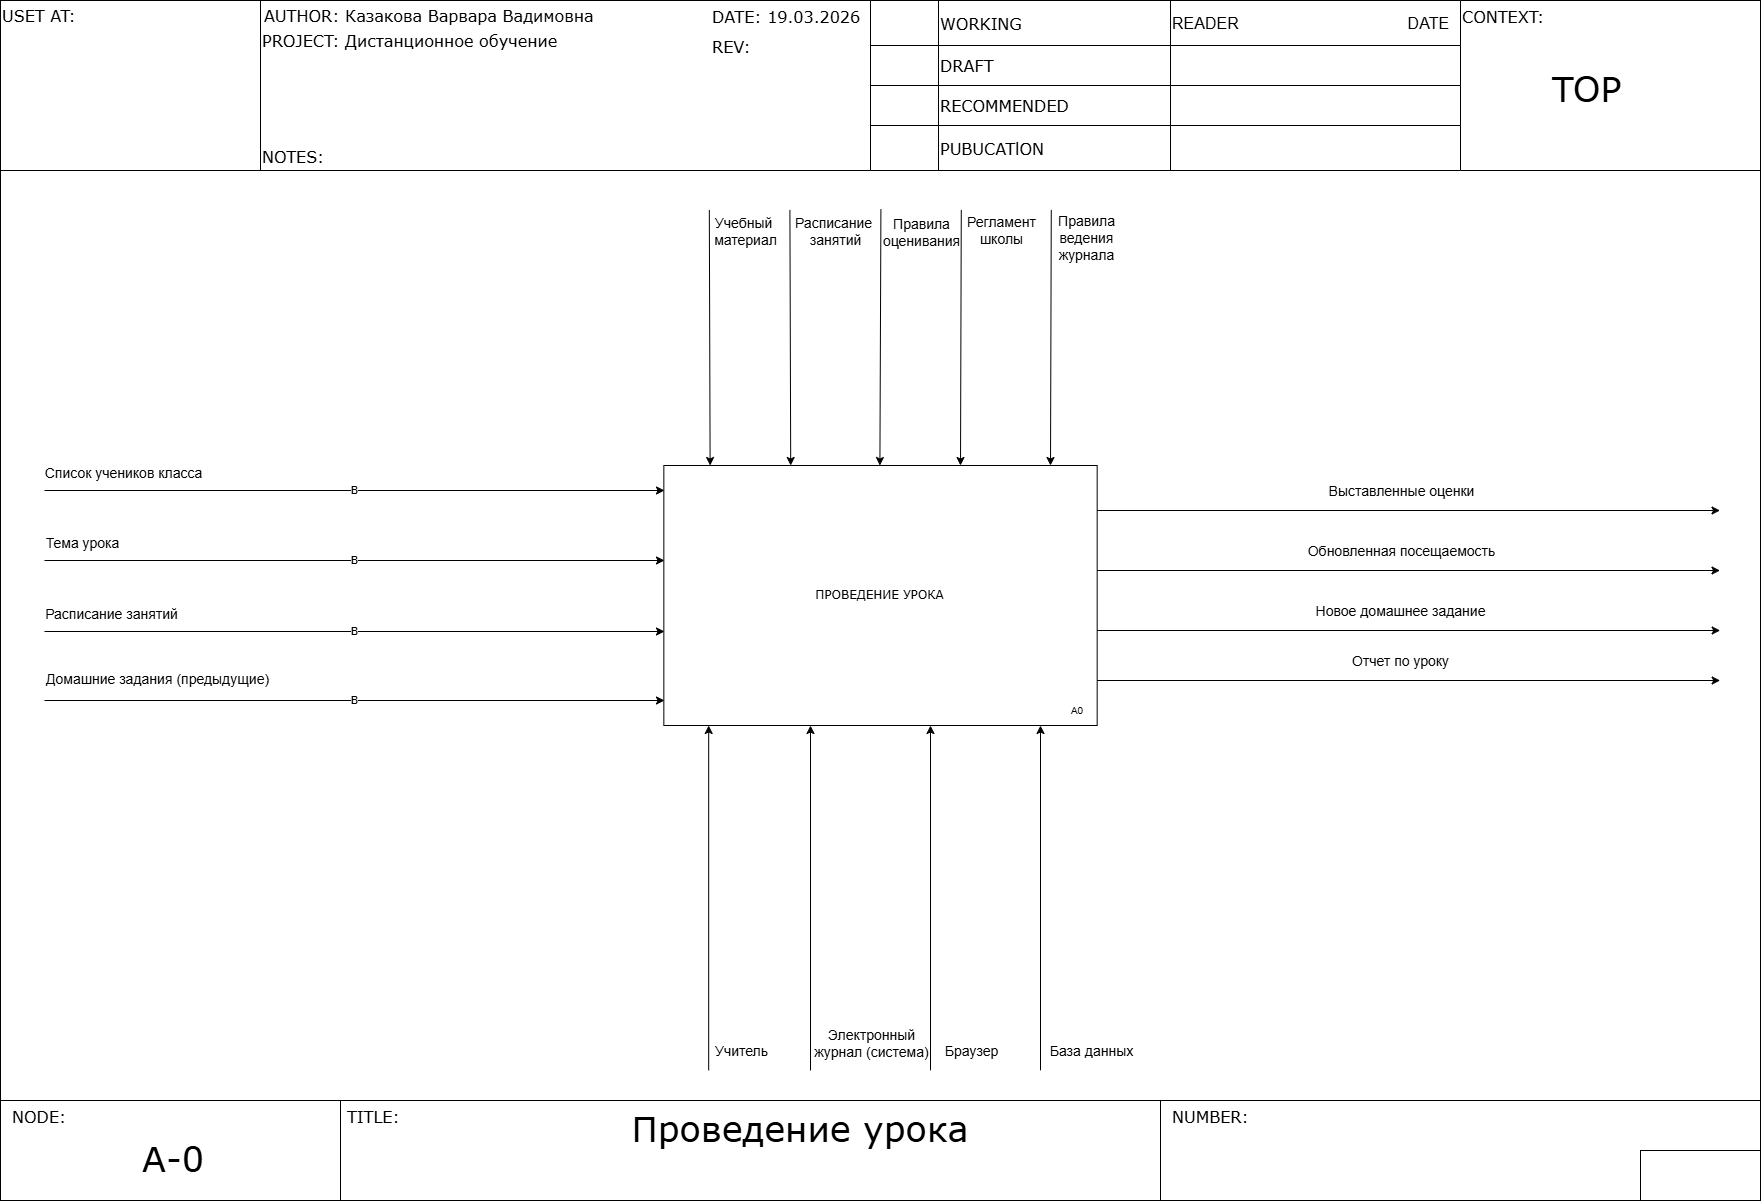 USET AT:
AUTHOR: Казакова Варвара Вадимовна
PROJECT: Дистанционное обучение
NOTES:
DATE: 19.03.2026
REV:
WORKING
DRAFT
RECOMMENDED
PUBUCATION
READER DATE
CONTEXT:
TOP
Учебный
материал
Расписание
занятий
Правила
оценивания
Регламент
школы
Правила
ведения
журнала
Список учеников класса
B
Тема урока
B
Расписание занятий
B
Домашние задания (предыдущие)
B
ПРОВЕДЕНИЕ УРОКА
A0
Выставленные оценки
Обновленная посещаемость
Новое домашнее задание
Отчет по уроку
Учитель
Электронный
журнал (система)
Браузер
База данных
NODE:
A-0
TITLE:
Проведение урока
NUMBER: